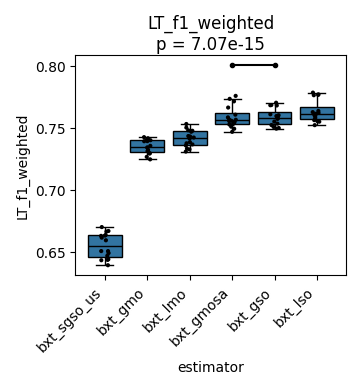 LT_f1_weighted
p = 7.07e-15
LT_f1_weighted
0.80
0.75
0.70
0.65
bxt_sgso_us
bxt_gmo
bxt_lmo
bxt_gmosa
bxt_gso
bxt_lso
estimator